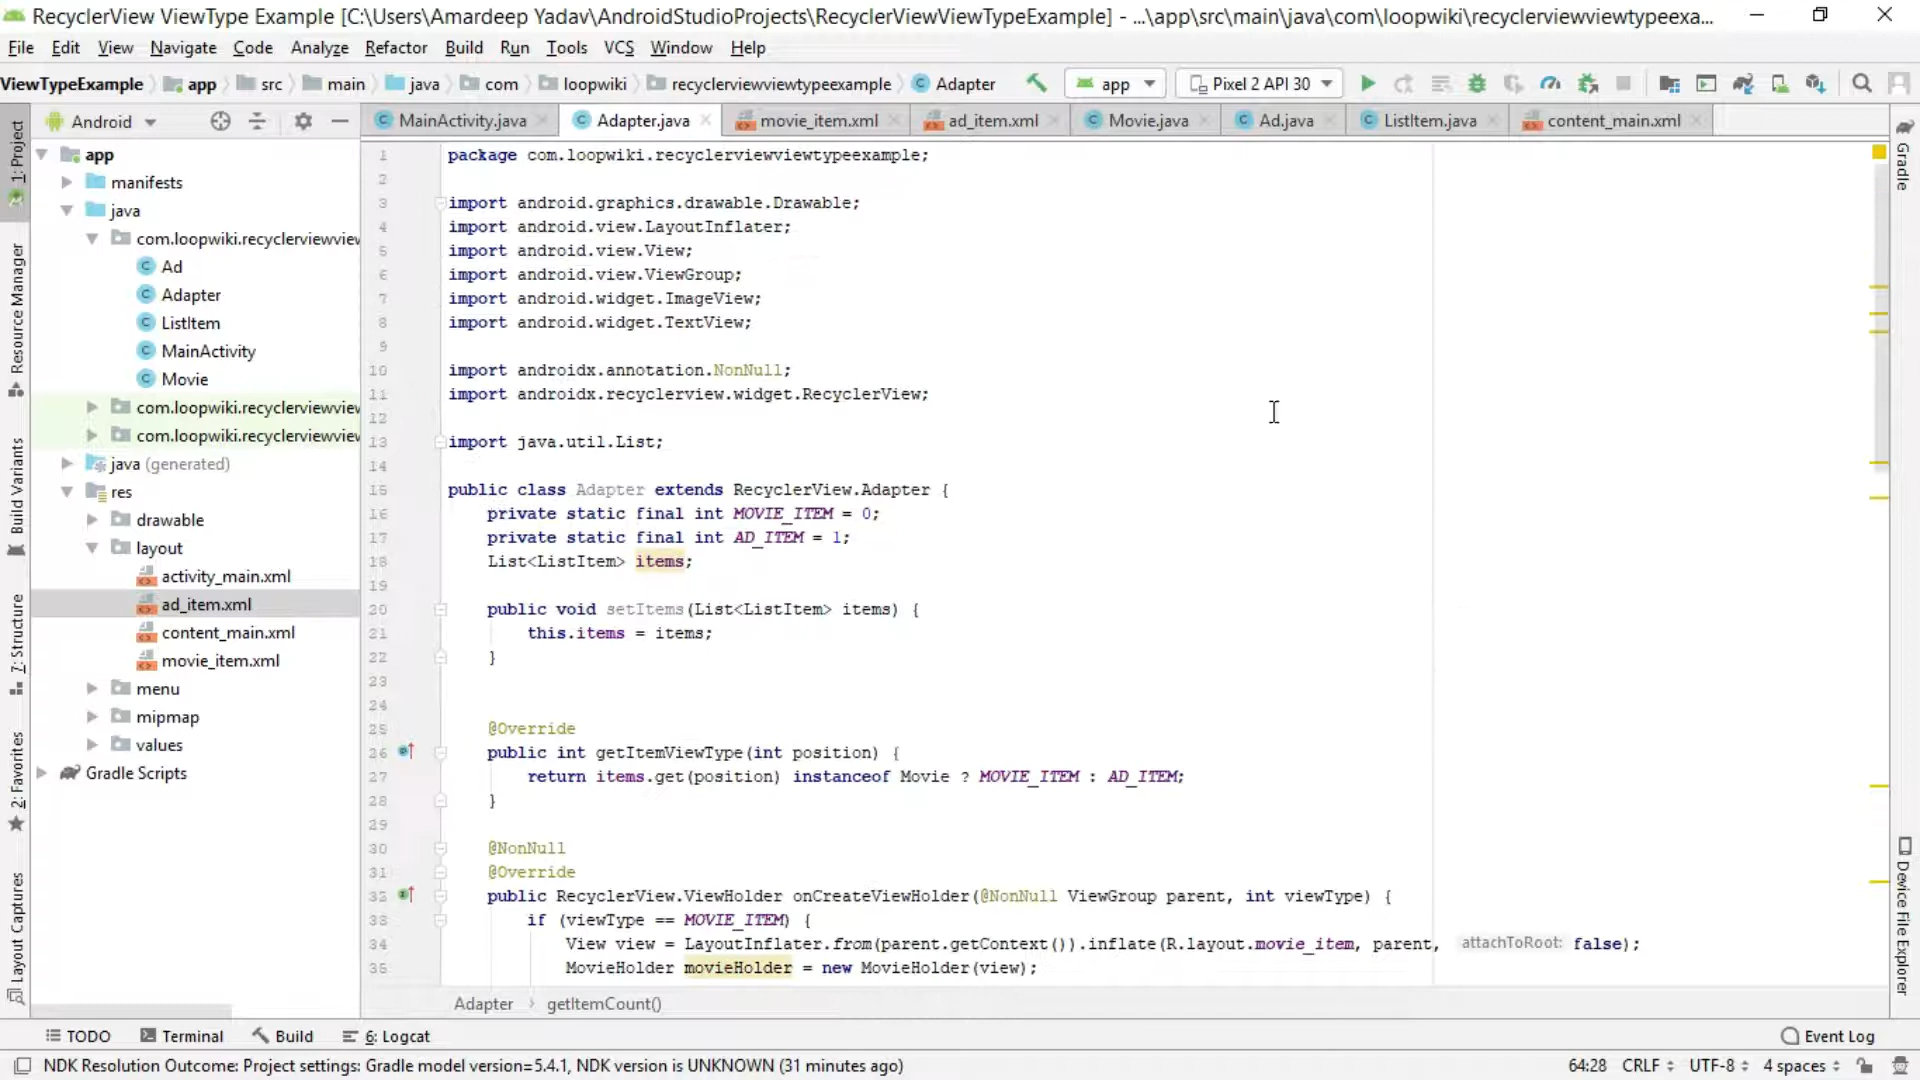 RecyclerView ViewType Example [C:\Users\Amardeep Yadav\AndroidStudioProjects\RecyclerViewViewTypeExample] - ...\app\src\main\java\com\loopwiki\recyclerviewviewtypeexa...
File Edit View Navigate Code Analyze Refactor Build Run Tools VCS Window Help
ViewTypeExample app src main java com loopwiki recyclerviewviewtypeexample Adapter app Pixel 2 API 30
Android
MainActivity.java Adapter.java movie_item.xml ad_item.xml Movie.java Ad.java ListItem.java content_main.xml
1: Project
Resource Manager
Build Variants
7: Structure
2: Favorites
Layout Captures
app
manifests
java
com.loopwiki.recyclerviewview
Ad
Adapter
ListItem
MainActivity
Movie
com.loopwiki.recyclerviewview
com.loopwiki.recyclerviewview
java (generated)
res
drawable
layout
activity_main.xml
ad_item.xml
content_main.xml
movie_item.xml
menu
mipmap
values
Gradle Scripts
1 package com.loopwiki.recyclerviewviewtypeexample;
2
3 import android.graphics.drawable.Drawable;
4 import android.view.LayoutInflater;
5 import android.view.View;
6 import android.view.ViewGroup;
7 import android.widget.ImageView;
8 import android.widget.TextView;
9
10 import androidx.annotation.NonNull;
11 import androidx.recyclerview.widget.RecyclerView;
12
13 import java.util.List;
14
15 public class Adapter extends RecyclerView.Adapter {
16 private static final int MOVIE_ITEM = 0;
17 private static final int AD_ITEM = 1;
18 List<ListItem> items;
19
20 public void setItems(List<ListItem> items) {
21 this.items = items;
22 }
23
24
25 @Override
26 public int getItemViewType(int position) {
27 return items.get(position) instanceof Movie ? MOVIE_ITEM : AD_ITEM;
28 }
29
30 @NonNull
31 @Override
32 public RecyclerView.ViewHolder onCreateViewHolder(@NonNull ViewGroup parent, int viewType) {
33 if (viewType == MOVIE_ITEM) {
34 View view = LayoutInflater.from(parent.getContext()).inflate(R.layout.movie_item, parent, attachToRoot: false);
35 MovieHolder movieHolder = new MovieHolder(view);
Adapter getItemCount()
Gradle
Device File Explorer
TODO Terminal Build 6: Logcat Event Log
NDK Resolution Outcome: Project settings: Gradle model version=5.4.1, NDK version is UNKNOWN (31 minutes ago) 64:28 CRLF UTF-8 4 spaces